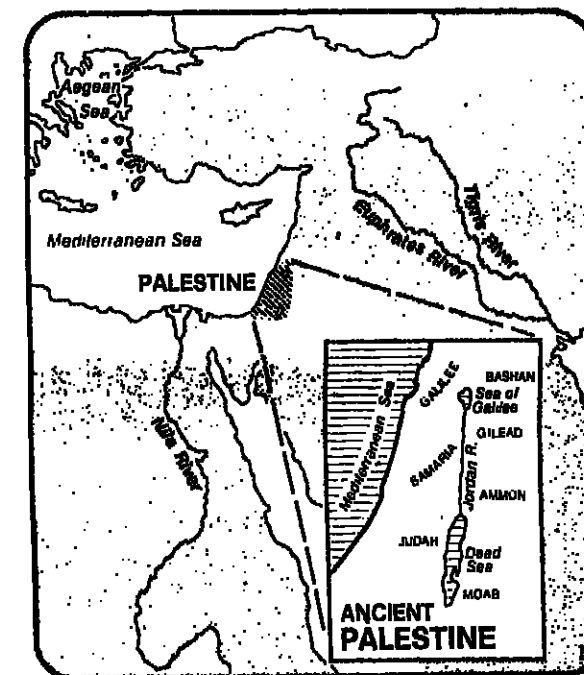 Aegean
Sea
Mediterranean Sea
PALESTINE
Tigris River
Euphrates River
Nile River
Mediterranean Sea
GALILEE
BASHAN
Sea of
Galilee
GILEAD
SAMARIA
Jordan R.
AMMON
JUDAH
Dead
Sea
MOAB
ANCIENT
PALESTINE